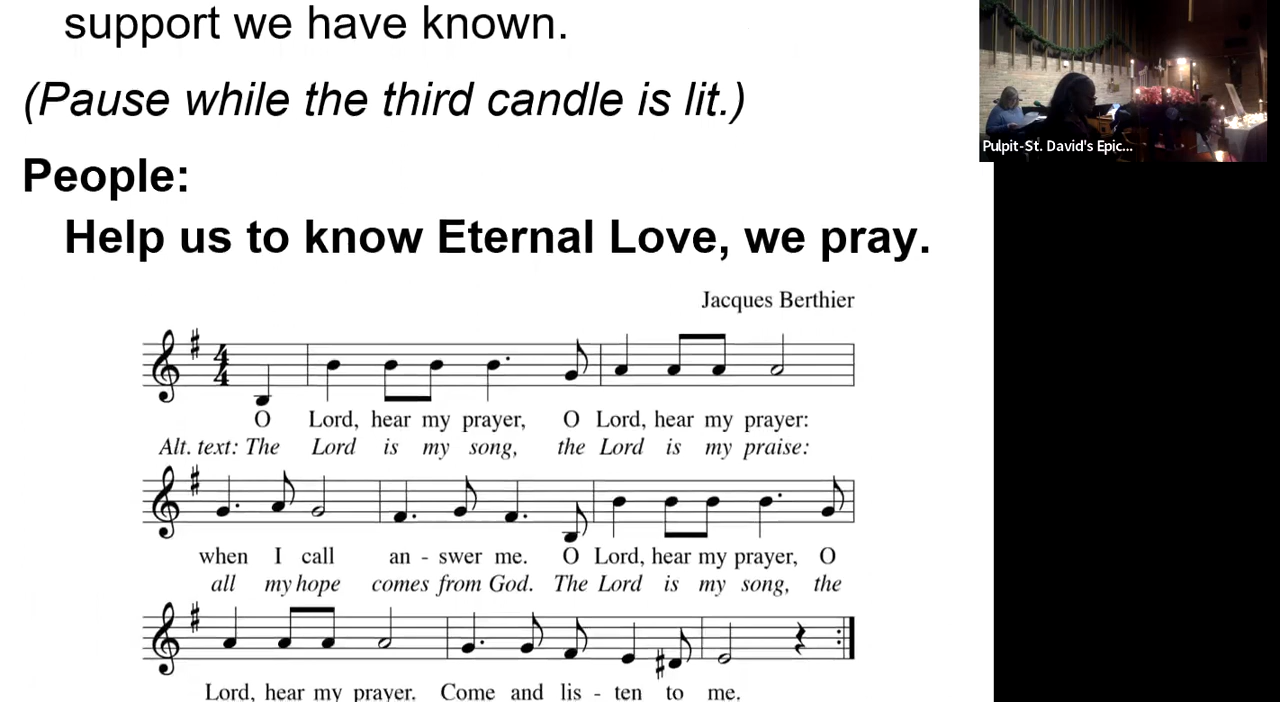 support we have known.
(Pause while the third candle is lit.)
People:
Help us to know Eternal Love, we pray.
Jacques Berthier
4
4
O Lord, hear my prayer, O Lord, hear my prayer:
Alt. text: The Lord is my song, the Lord is my praise:
when I call an - swer me. O Lord, hear my prayer, O
all my hope comes from God. The Lord is my song, the
Lord, hear my prayer. Come and lis - ten to me.
Pulpit-St. David's Epic...